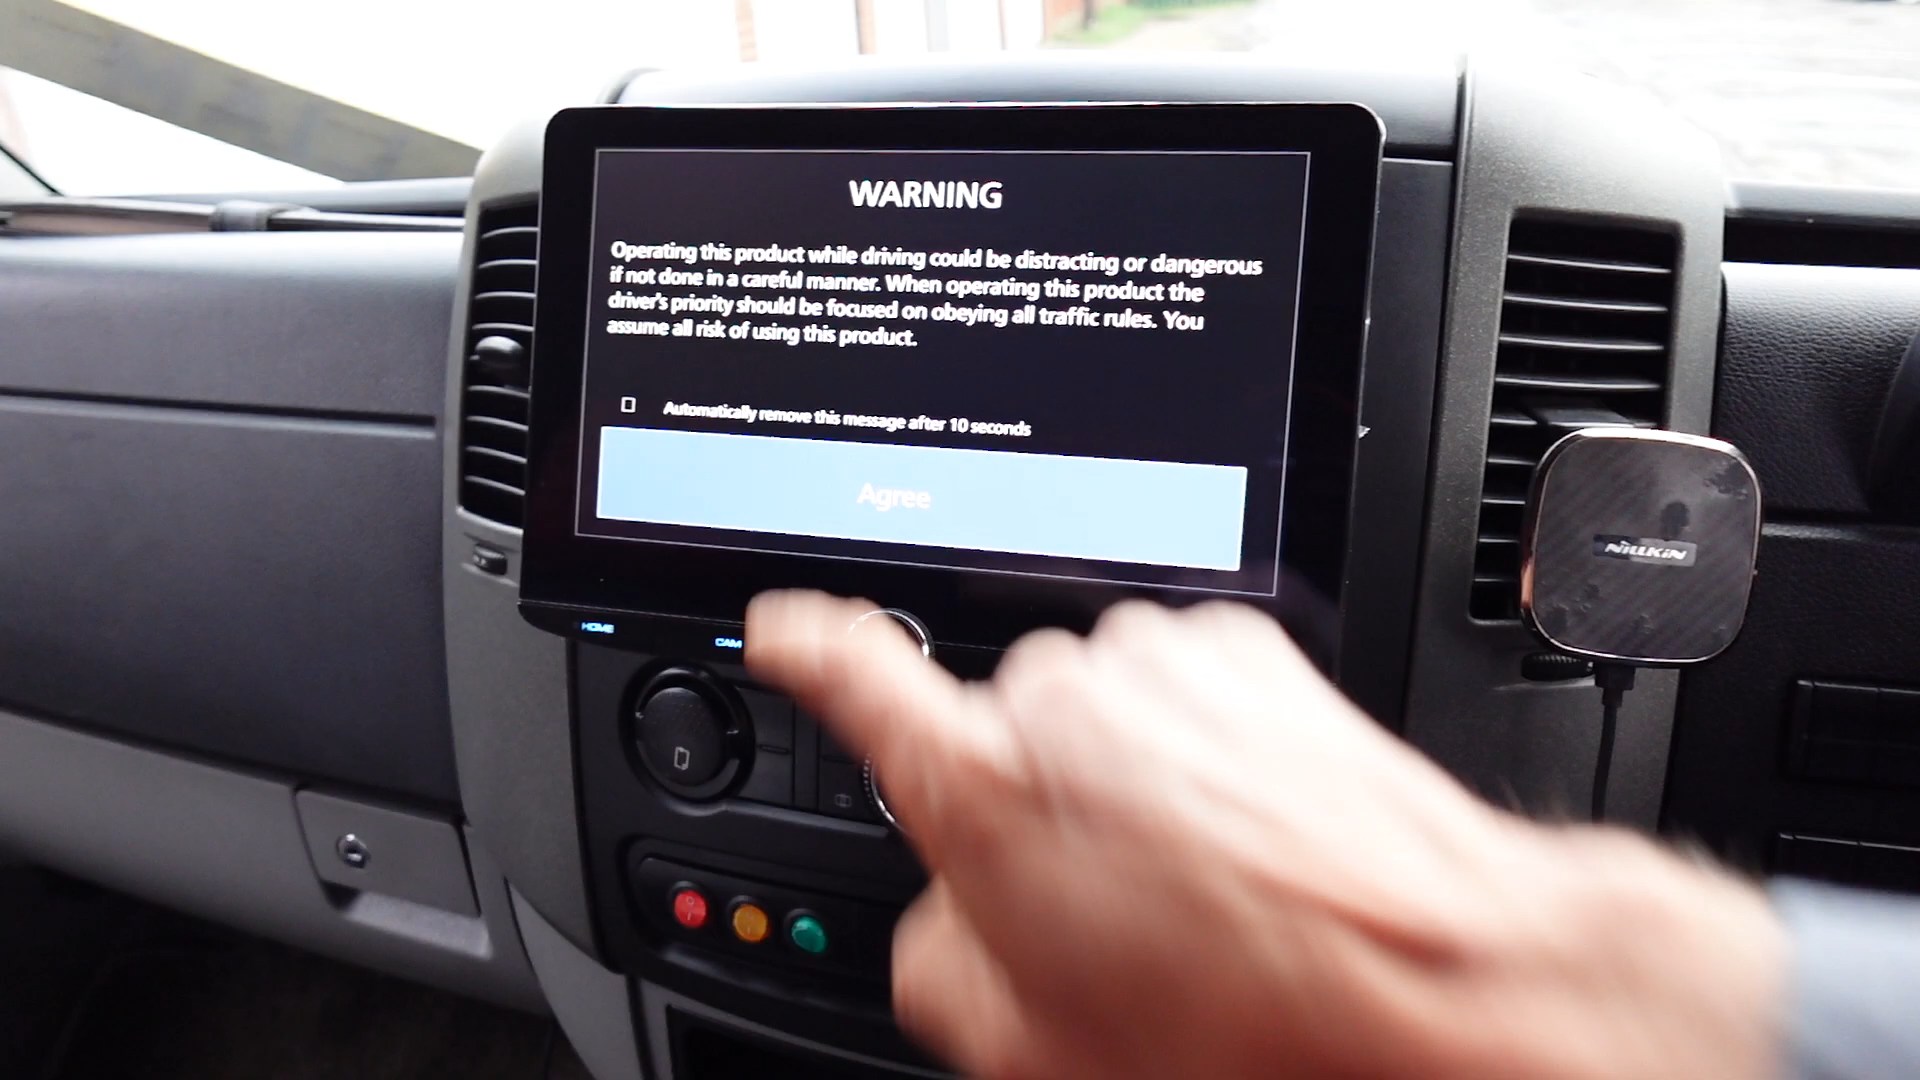 WARNING
Operating this product while driving could be distracting or dangerous
if not done in a careful manner. When operating this product the
driver's priority should be focused on obeying all traffic rules. You
assume all risk of using this product.
Automatically remove this message after 10 seconds
Agree
HOME
CAM
NILLKIN